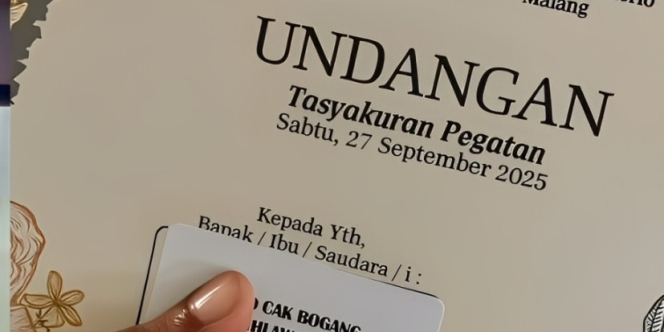 Malang
UNDANGAN
Tasyakuran Pegatan
Sabtu, 27 September 2025
Kepada Yth,
Bapak / Ibu / Saudara / i :
CAK BOGANG